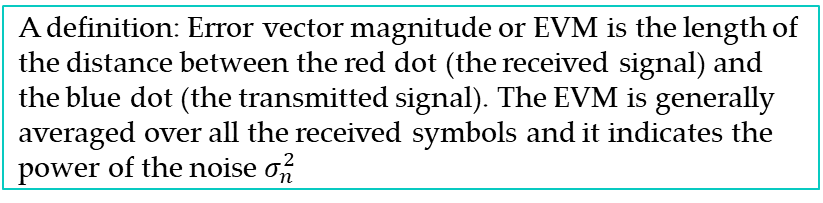 A definition: Error vector magnitude or EVM is the length of
the distance between the red dot (the received signal) and
the blue dot (the transmitted signal). The EVM is generally
averaged over all the received symbols and it indicates the
power of the noise σₙ²